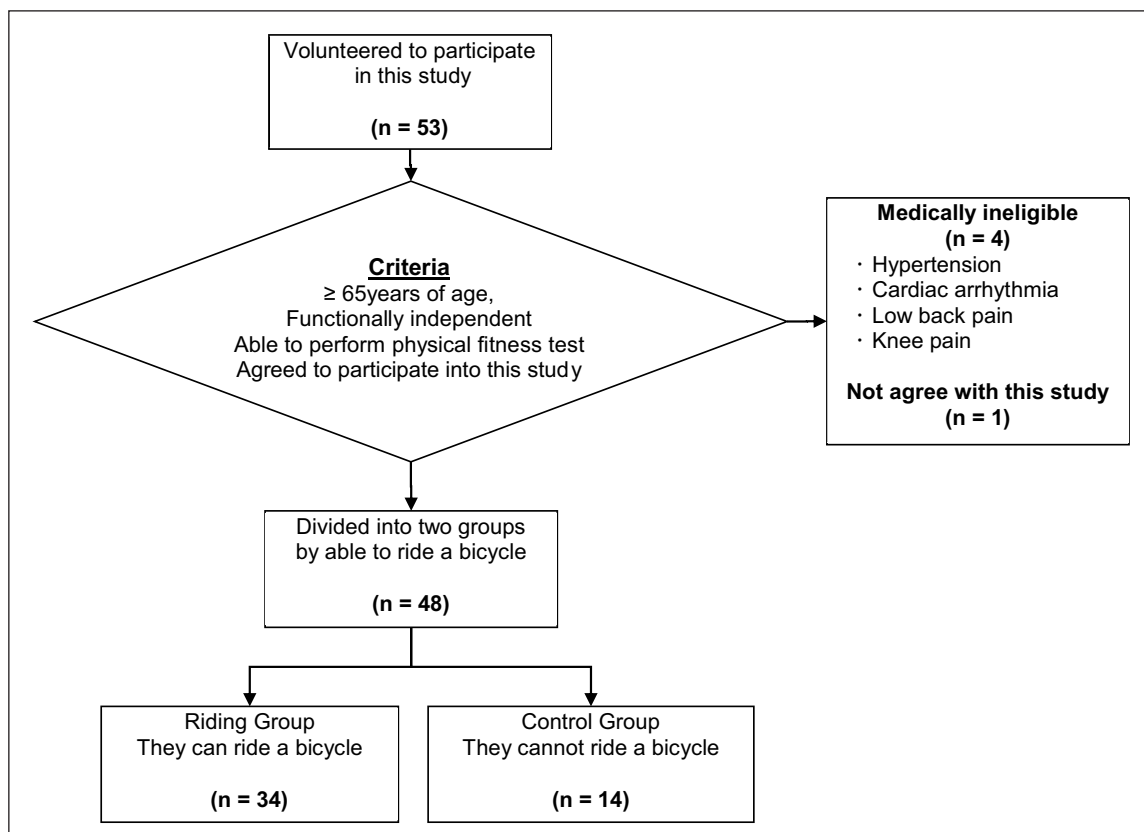 Volunteered to participate
in this study
(n = 53)
Criteria
≥ 65years of age,
Functionally independent
Able to perform physical fitness test
Agreed to participate into this study
Medically ineligible
(n = 4)
・Hypertension
・Cardiac arrhythmia
・Low back pain
・Knee pain
Not agree with this study
(n = 1)
Divided into two groups
by able to ride a bicycle
(n = 48)
Riding Group
They can ride a bicycle
(n = 34)
Control Group
They cannot ride a bicycle
(n = 14)